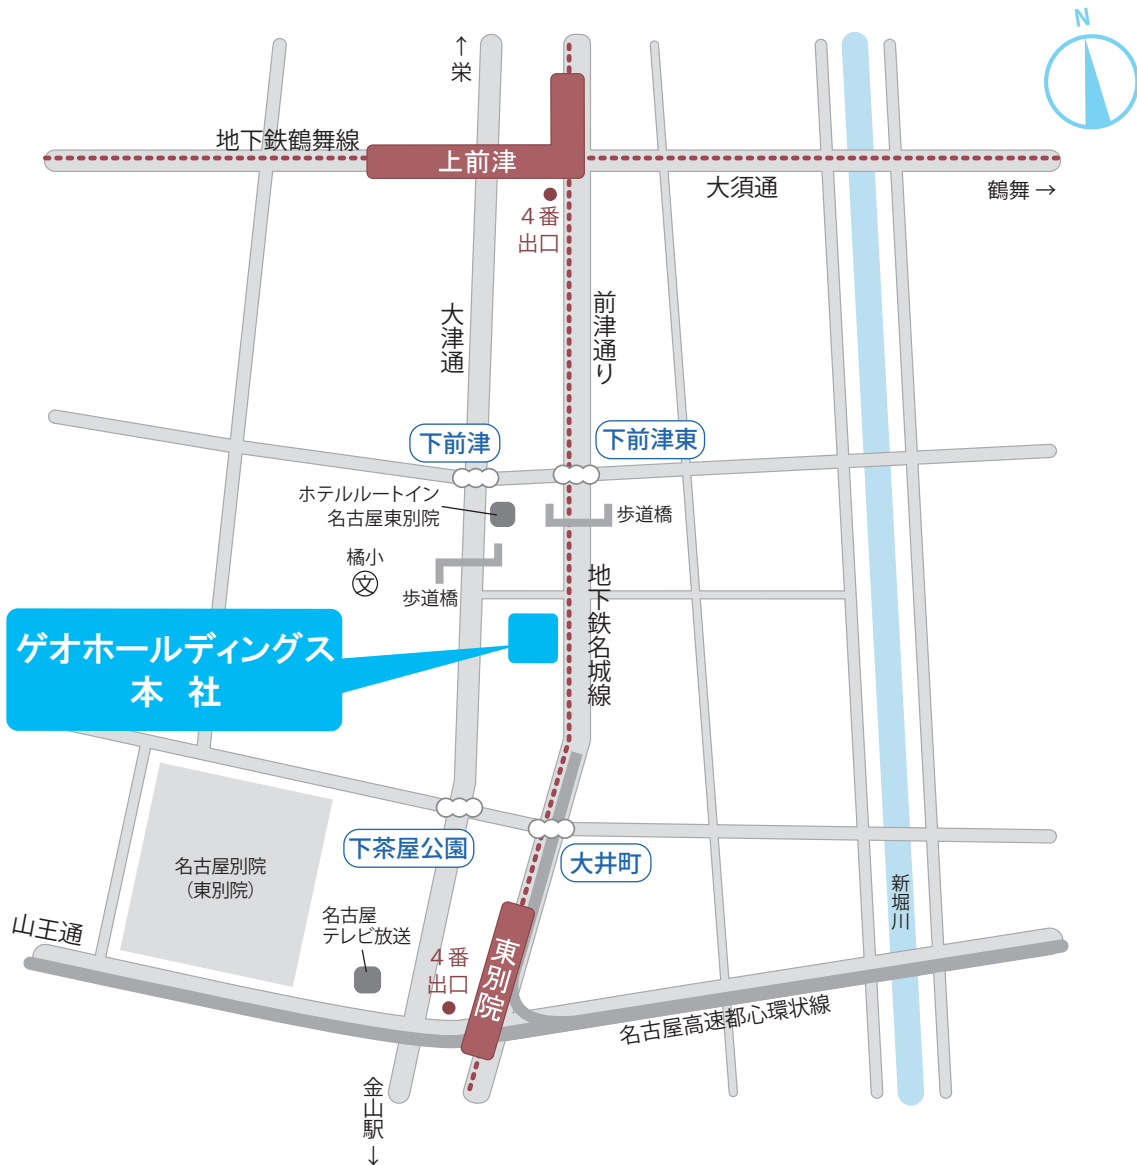 N
↑
栄
地下鉄鶴舞線
上前津
大須通
鶴舞→
４番
出口
大津通
前津通り
下前津
下前津東
ホテルルートイン
名古屋東別院
歩道橋
橘小
文
歩道橋
地下鉄名城線
ゲオホールディングス
本 社
下茶屋公園
大井町
名古屋別院
（東別院）
新堀川
山王通
名古屋
テレビ放送
４番
出口
東別院
名古屋高速都心環状線
金山駅
↓